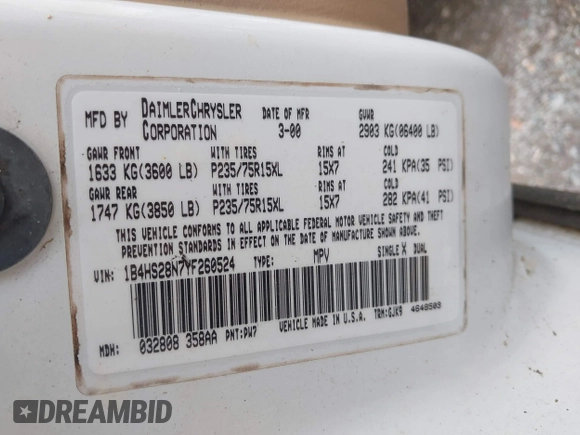 MFD BY DAIMLERCHRYSLER CORPORATION DATE OF MFR 3-00 GVWR 2903 KG(06400 LB)
GAWR FRONT WITH TIRES RIMS AT COLD
1633 KG(3600 LB) P235/75R15XL 15X7 241 KPA(35 PSI)
GAWR REAR WITH TIRES RIMS AT COLD
1747 KG(3850 LB) P235/75R15XL 15X7 282 KPA(41 PSI)
THIS VEHICLE CONFORMS TO ALL APPLICABLE FEDERAL MOTOR VEHICLE SAFETY AND THEFT
PREVENTION STANDARDS IN EFFECT ON THE DATE OF MANUFACTURE SHOWN ABOVE.
VIN: 1B4HS28N7YF260524 TYPE: MPV SINGLE X DUAL
MDH: 032808 358AA PNT:PW7 VEHICLE MADE IN U.S.A. TRM:GJK9 4648503
DREAMBID